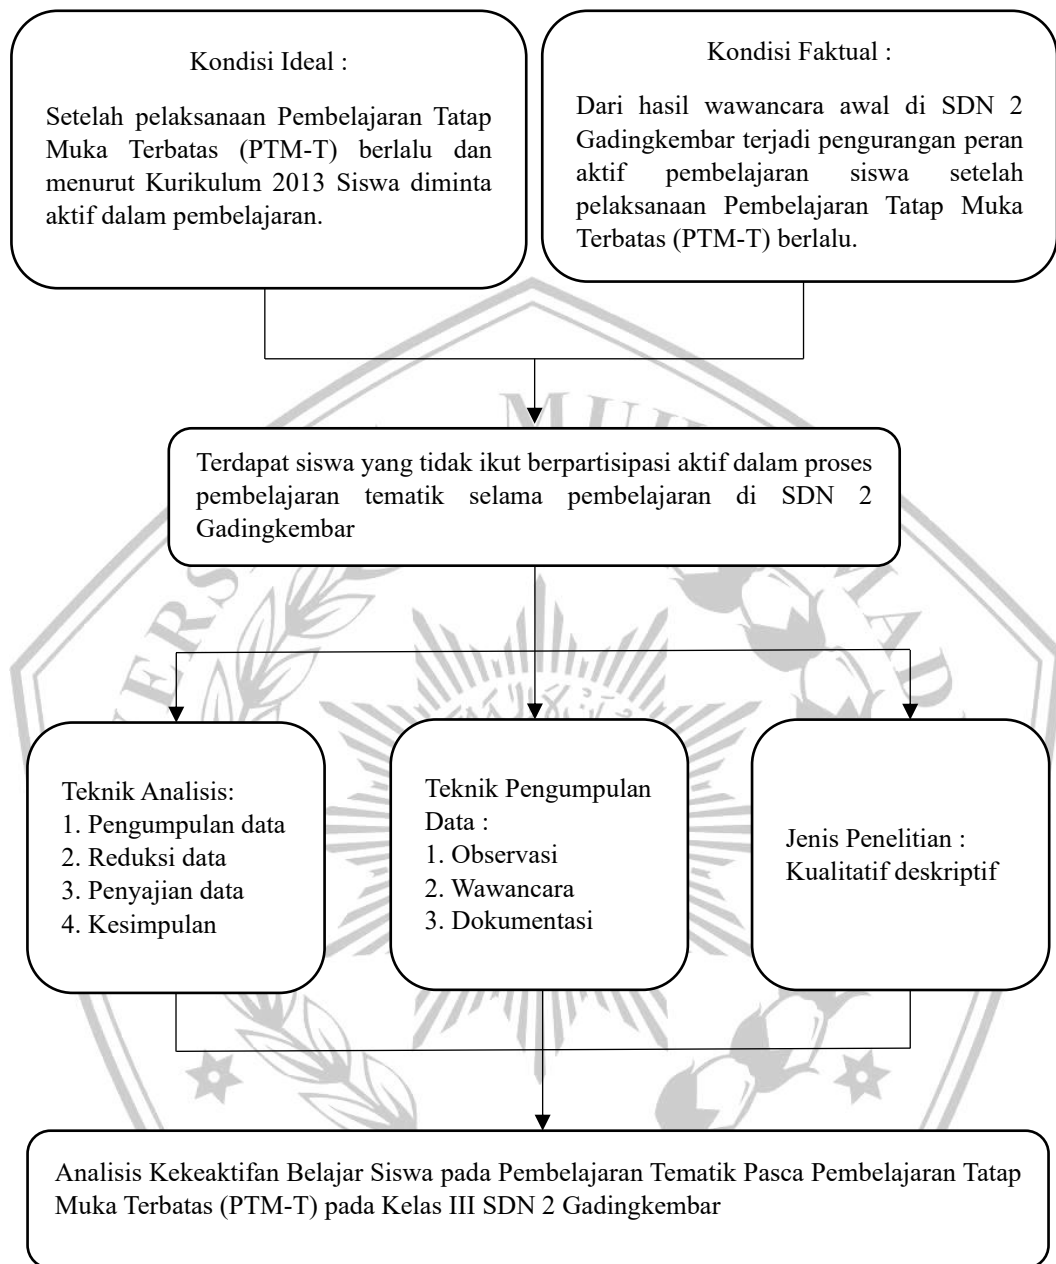 Kondisi Ideal :
Setelah pelaksanaan Pembelajaran Tatap
Muka Terbatas (PTM-T) berlalu dan
menurut Kurikulum 2013 Siswa diminta
aktif dalam pembelajaran.
Kondisi Faktual :
Dari hasil wawancara awal di SDN 2
Gadingkembar terjadi pengurangan peran
aktif pembelajaran siswa setelah
pelaksanaan Pembelajaran Tatap Muka
Terbatas (PTM-T) berlalu.
Terdapat siswa yang tidak ikut berpartisipasi aktif dalam proses
pembelajaran tematik selama pembelajaran di SDN 2
Gadingkembar
Teknik Analisis:
1. Pengumpulan data
2. Reduksi data
3. Penyajian data
4. Kesimpulan
Teknik Pengumpulan
Data :
1. Observasi
2. Wawancara
3. Dokumentasi
Jenis Penelitian :
Kualitatif deskriptif
Analisis Kekeaktifan Belajar Siswa pada Pembelajaran Tematik Pasca Pembelajaran Tatap
Muka Terbatas (PTM-T) pada Kelas III SDN 2 Gadingkembar